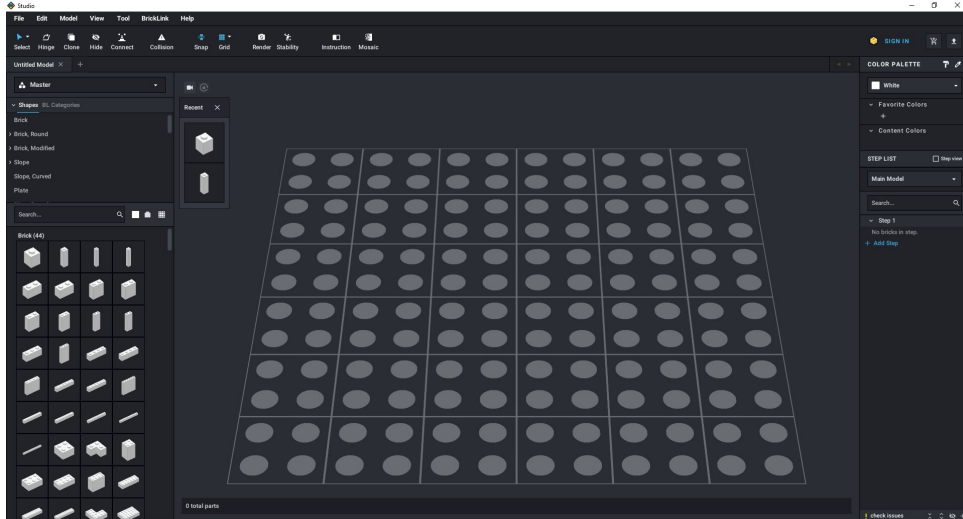 Studio
File Edit Model View Tool BrickLink Help
Select Hinge Clone Hide Connect Collision Snap Grid Render Stability Instruction Mosaic
SIGN IN
Untitled Model
COLOR PALETTE
Master
White
Shapes BL Categories
Recent
Favorite Colors
Brick
Brick, Round
Content Colors
Brick, Modified
Slope
STEP LIST Step view
Slope, Curved
Main Model
Plate
Search...
Search...
Step 1
Brick (44)
No bricks in step.
+ Add Step
0 total parts
check issues